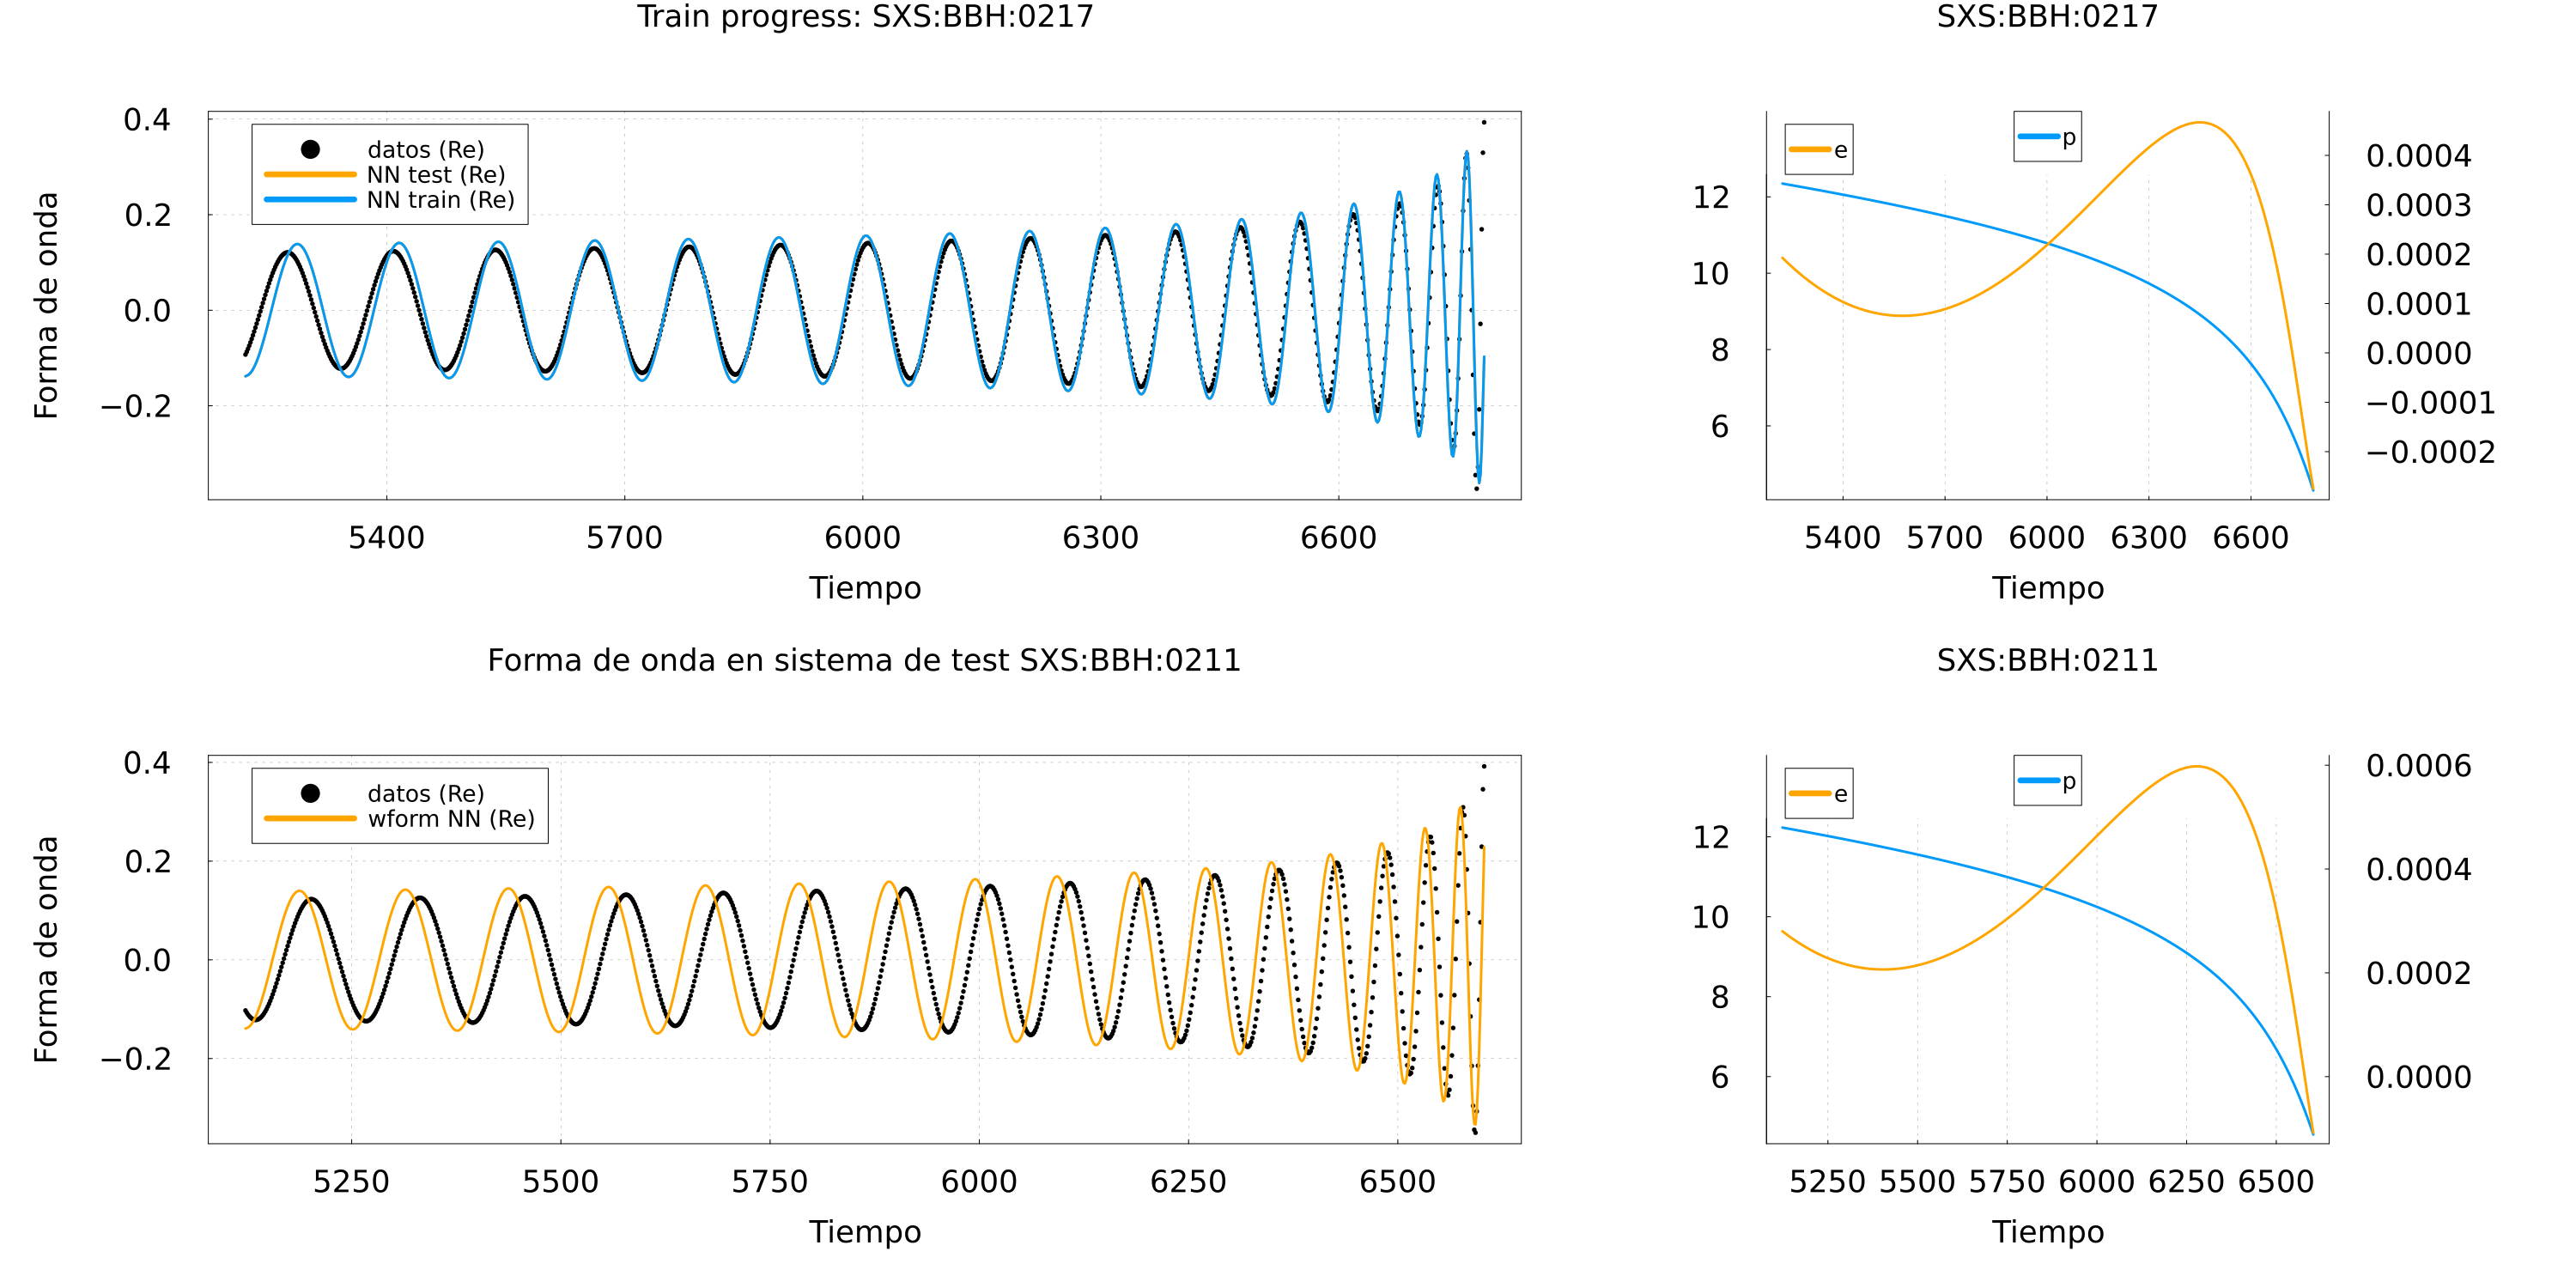 Train progress: SXS:BBH:0217
SXS:BBH:0217
0.4
0.2
0.0
−0.2
Forma de onda
datos (Re)
NN test (Re)
NN train (Re)
5400 5700 6000 6300 6600
Tiempo
e
p
12
10
8
6
0.0004
0.0003
0.0002
0.0001
0.0000
−0.0001
−0.0002
5400 5700 6000 6300 6600
Tiempo
Forma de onda en sistema de test SXS:BBH:0211
SXS:BBH:0211
0.4
0.2
0.0
−0.2
Forma de onda
datos (Re)
wform NN (Re)
5250 5500 5750 6000 6250 6500
Tiempo
e
p
12
10
8
6
0.0006
0.0004
0.0002
0.0000
5250 5500 5750 6000 6250 6500
Tiempo